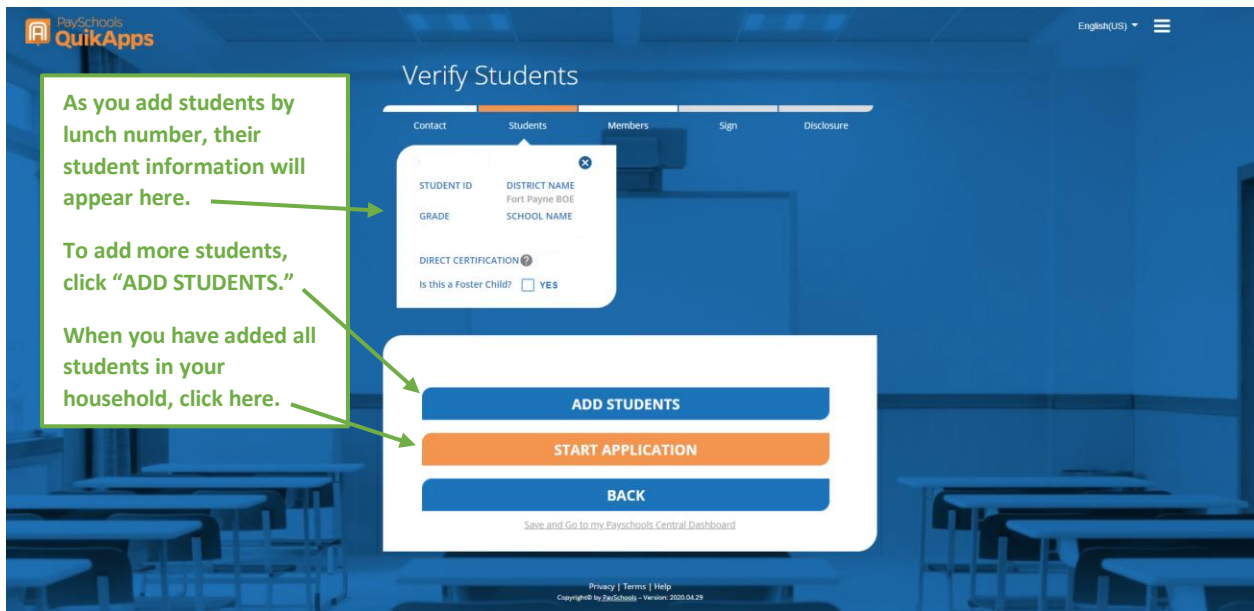 PaySchools
QuikApps
English(US)
Verify Students
As you add students by
lunch number, their
student information will
appear here.
To add more students,
click “ADD STUDENTS.”
When you have added all
students in your
household, click here.
Contact Students Members Sign Disclosure
STUDENT ID DISTRICT NAME
Fort Payne BOE
GRADE SCHOOL NAME
DIRECT CERTIFICATION ?
Is this a Foster Child? YES
ADD STUDENTS
START APPLICATION
BACK
Save and Go to my Payschools Central Dashboard
Privacy | Terms | Help
Copyright© by PaySchools – Version: 2020.04.29